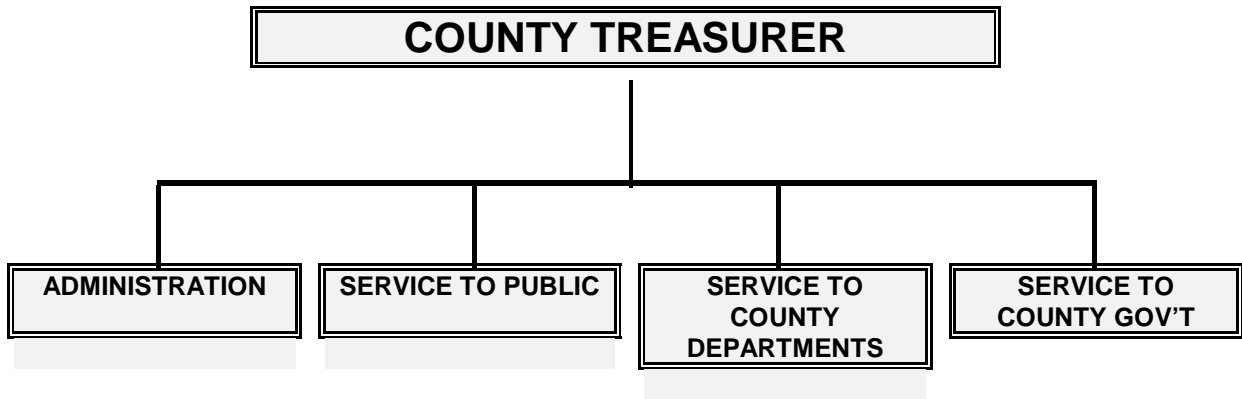 COUNTY TREASURER
ADMINISTRATION
SERVICE TO PUBLIC
SERVICE TO
COUNTY
DEPARTMENTS
SERVICE TO
COUNTY GOV’T